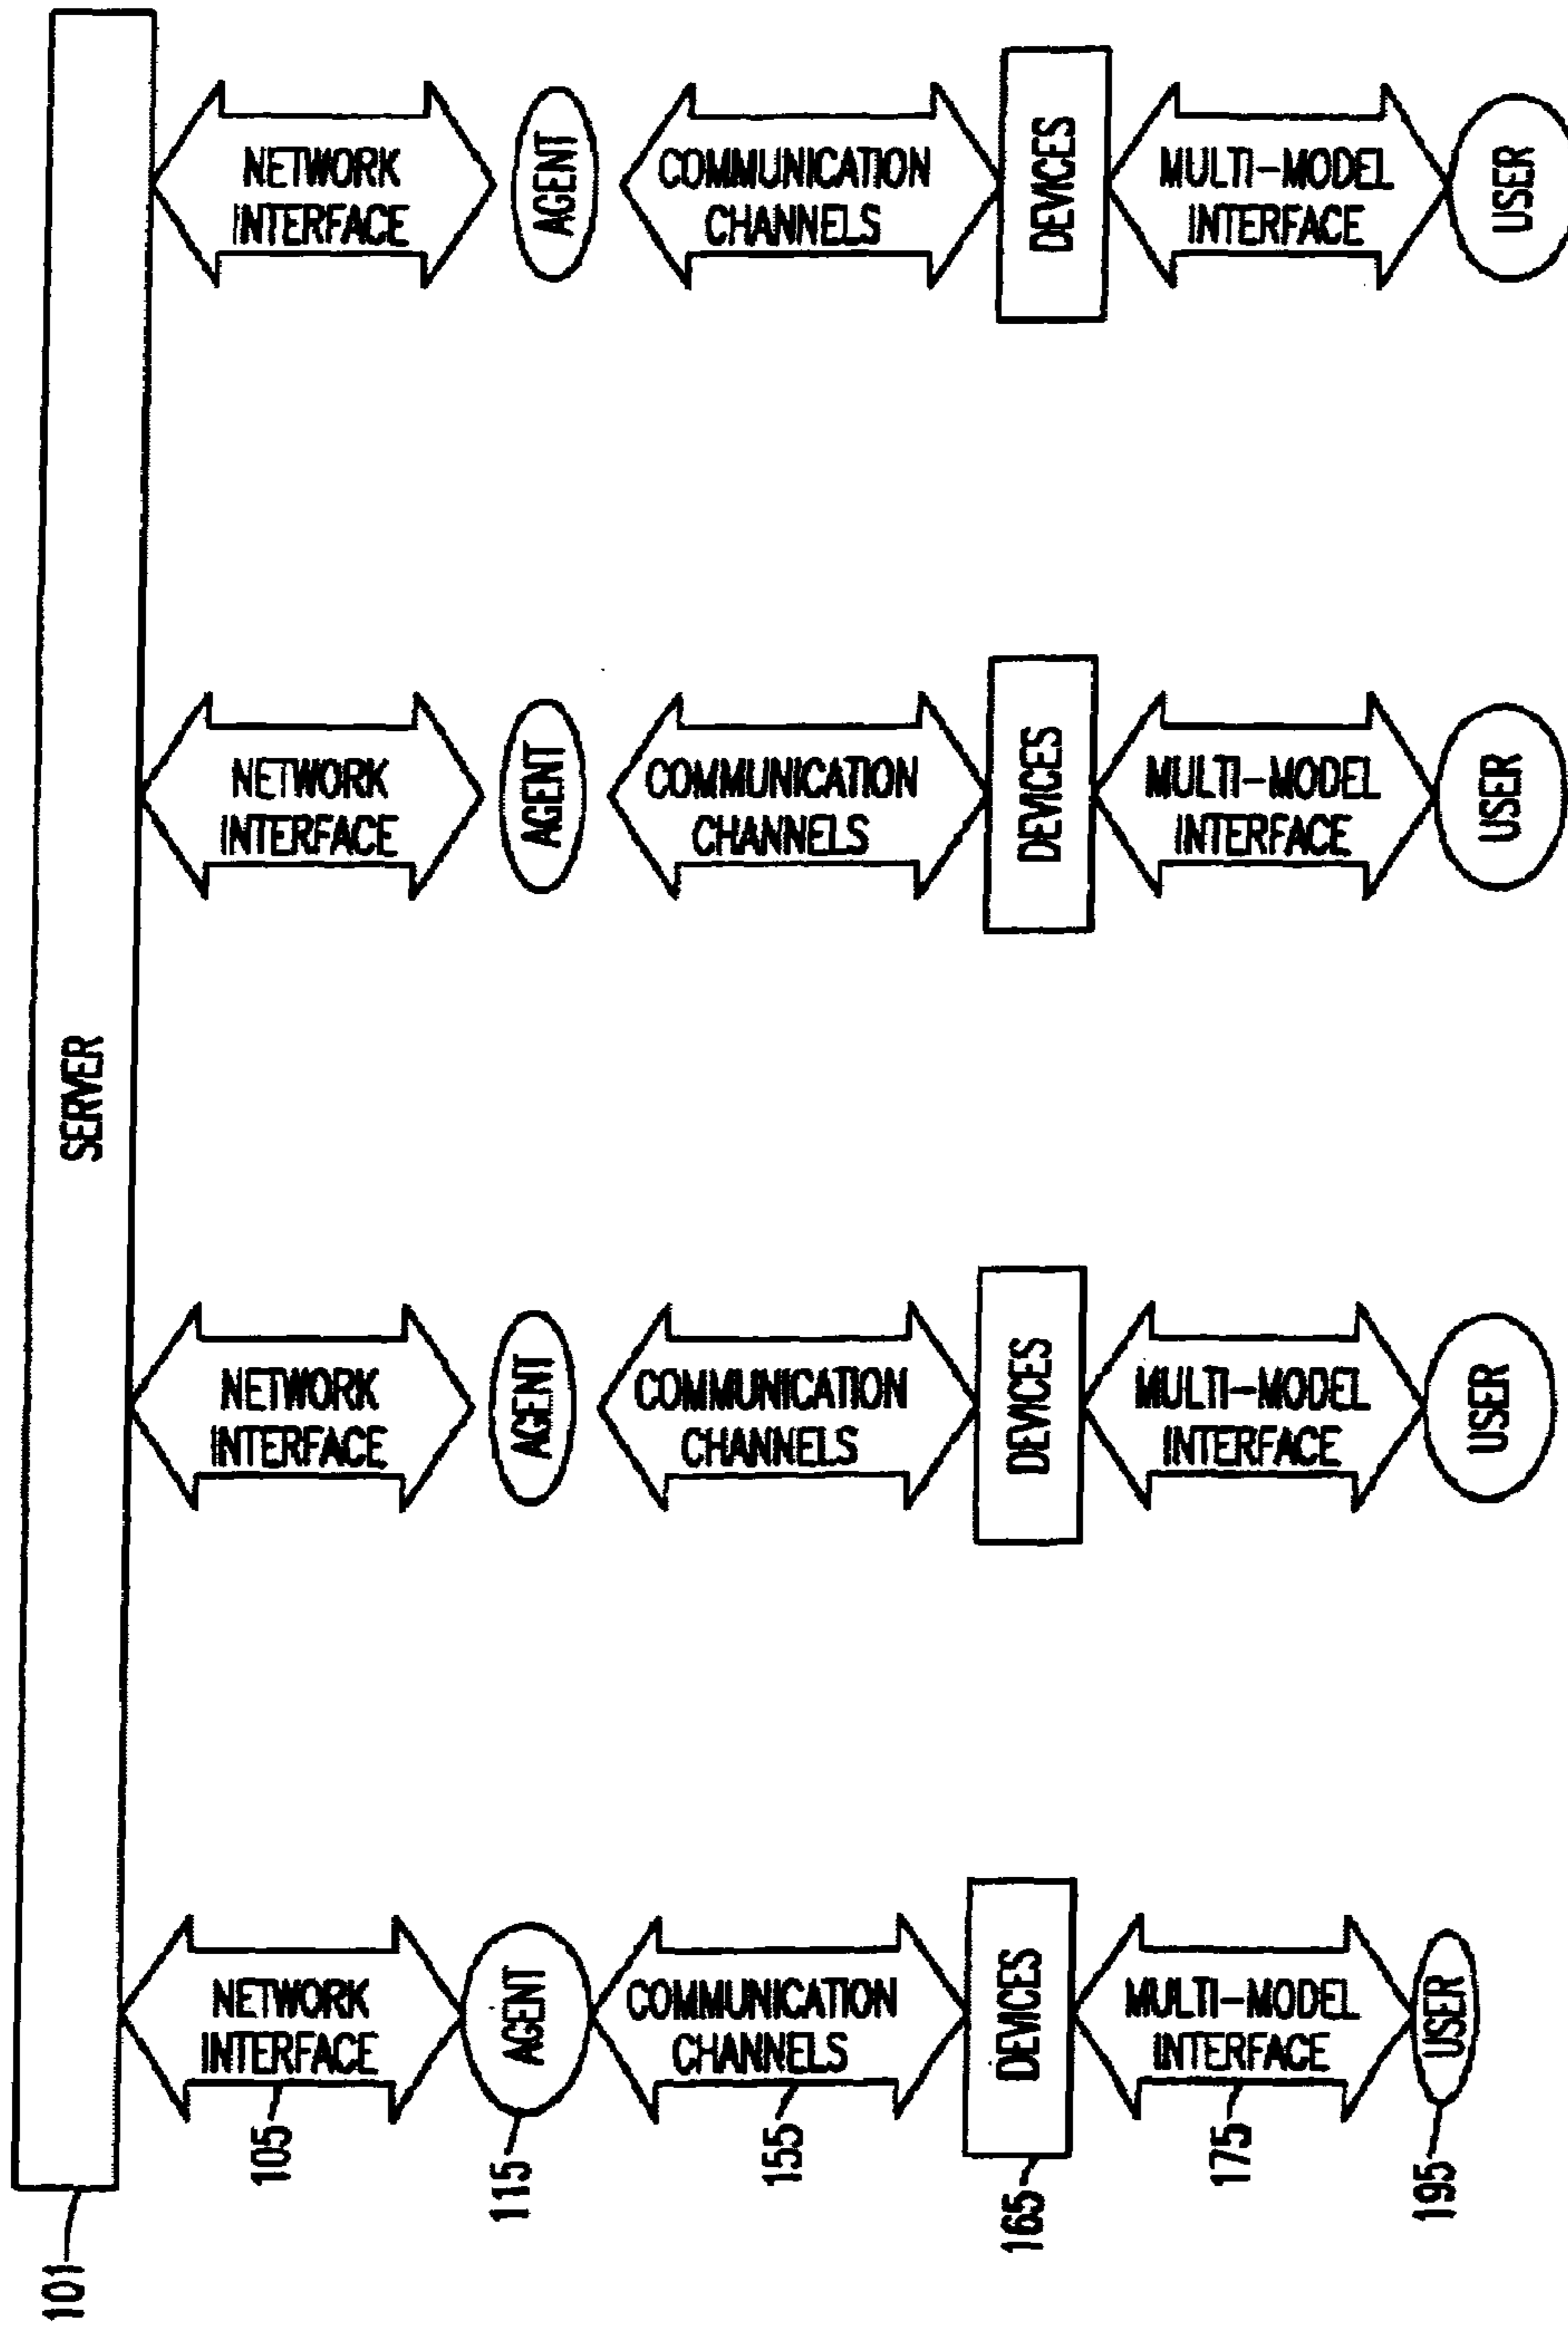 SERVER
101
NETWORK
INTERFACE
105
AGENT
115
COMMUNICATION
CHANNELS
155
DEVICES
165
MULTI-MODEL
INTERFACE
175
USER
195
NETWORK
INTERFACE
AGENT
COMMUNICATION
CHANNELS
DEVICES
MULTI-MODEL
INTERFACE
USER
NETWORK
INTERFACE
AGENT
COMMUNICATION
CHANNELS
DEVICES
MULTI-MODEL
INTERFACE
USER
NETWORK
INTERFACE
AGENT
COMMUNICATION
CHANNELS
DEVICES
MULTI-MODEL
INTERFACE
USER